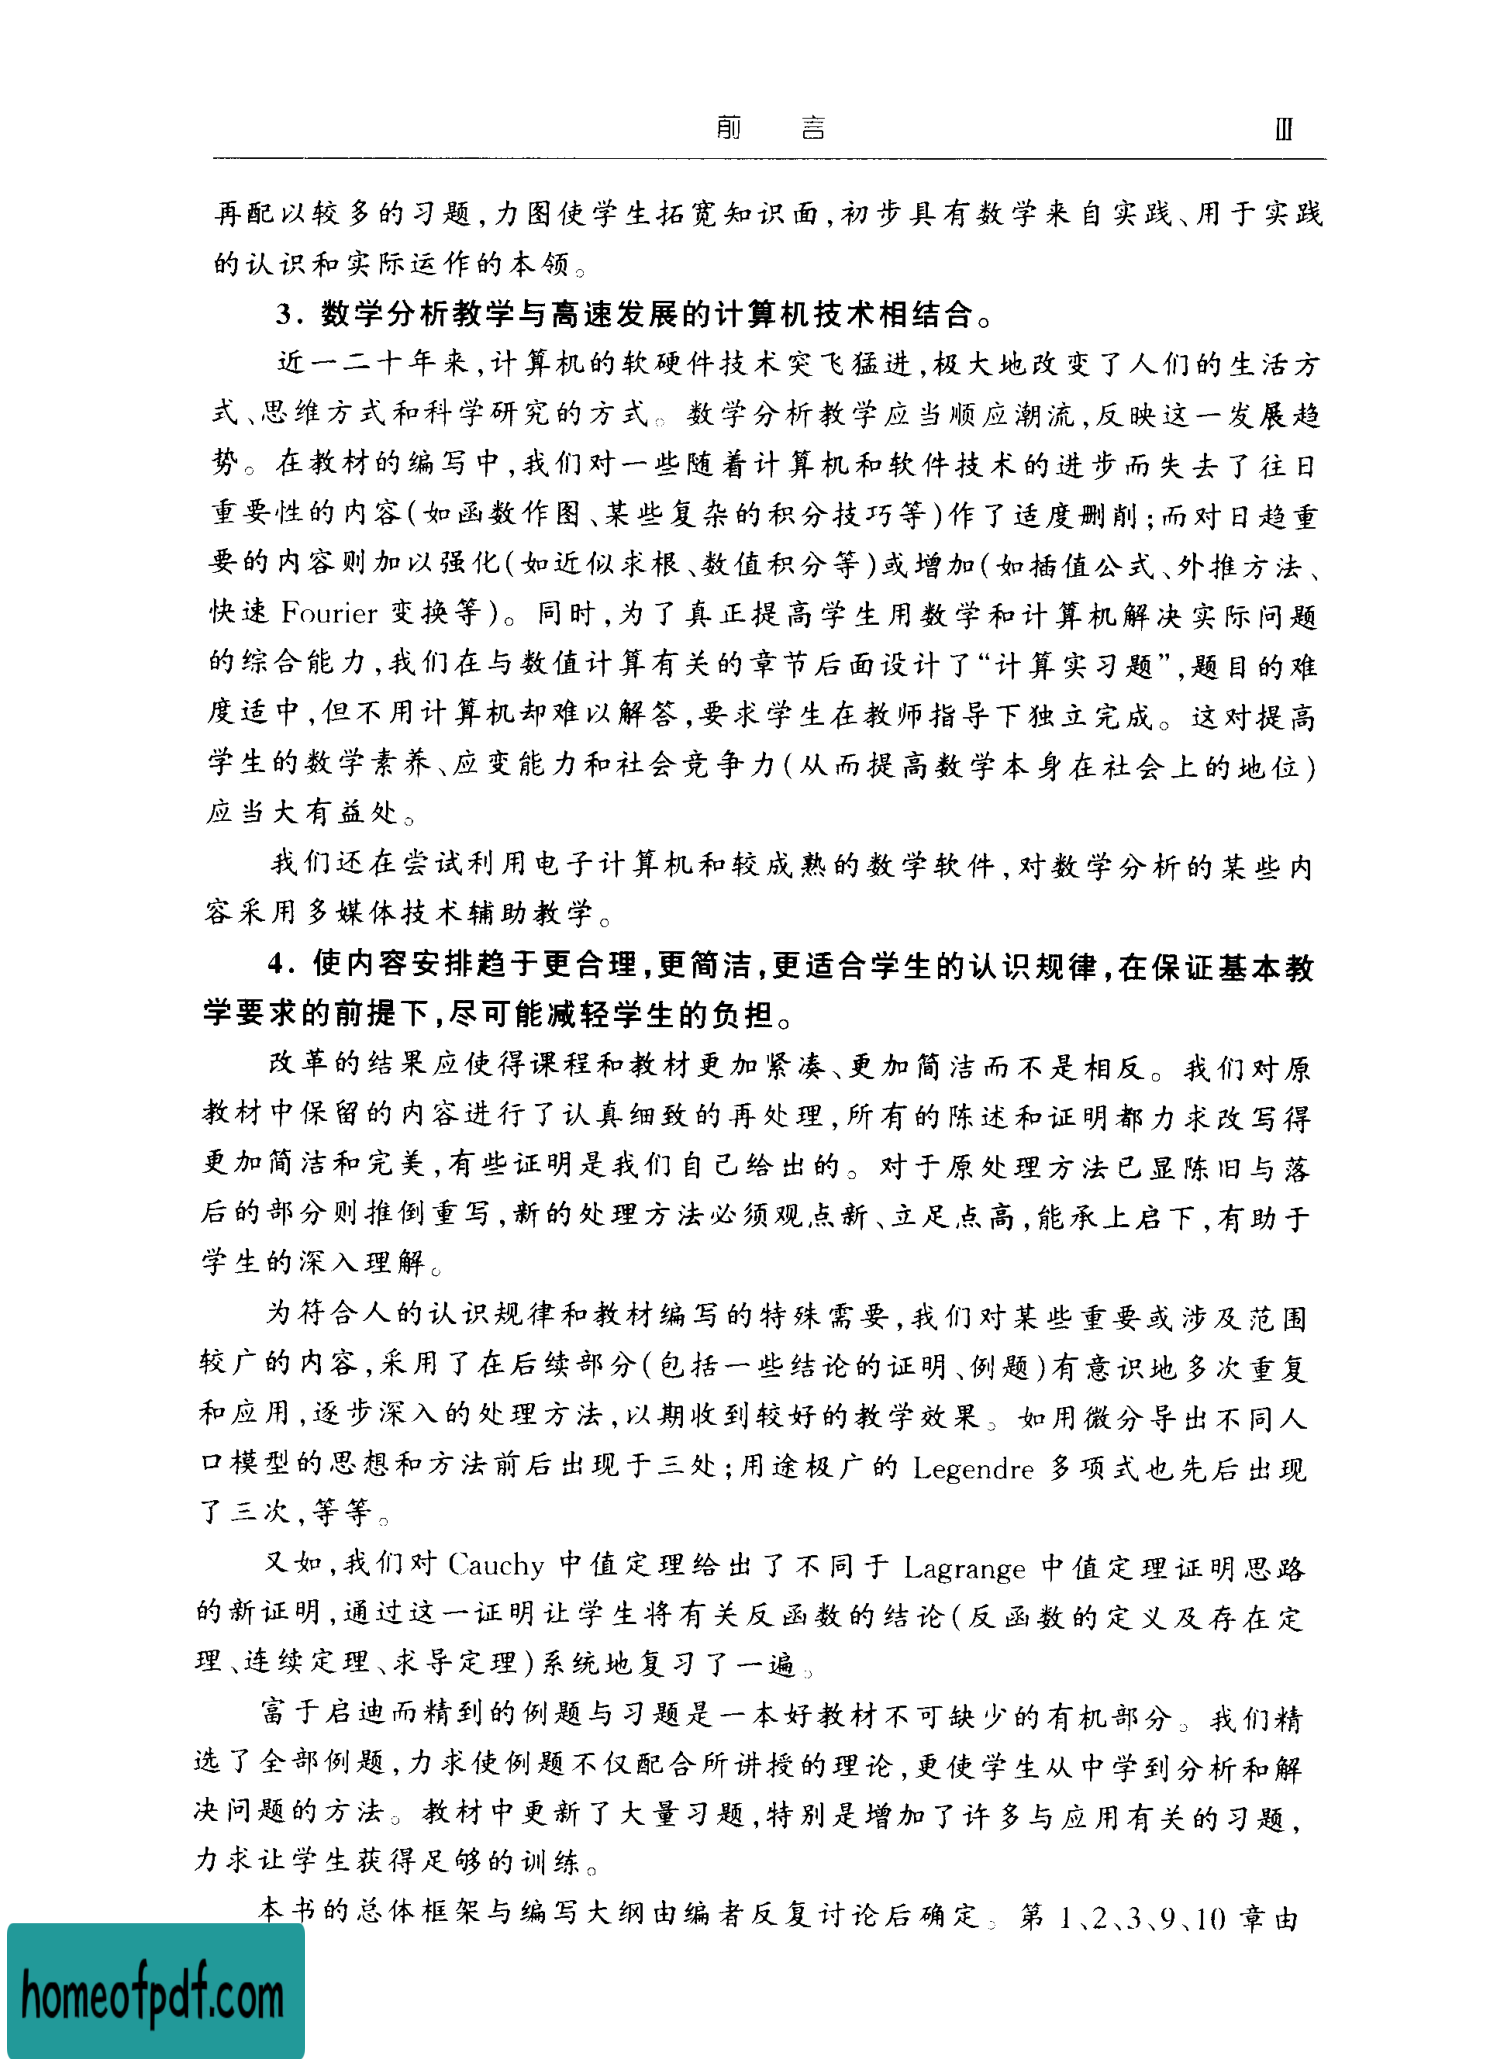 前 言 Ⅲ
再配以较多的习题,力图使学生拓宽知识面,初步具有数学来自实践、用于实践
的认识和实际运作的本领。
3. 数学分析教学与高速发展的计算机技术相结合。
近一二十年来,计算机的软硬件技术突飞猛进,极大地改变了人们的生活方
式、思维方式和科学研究的方式。数学分析教学应当顺应潮流,反映这一发展趋
势。在教材的编写中,我们对一些随着计算机和软件技术的进步而失去了往日
重要性的内容(如函数作图、某些复杂的积分技巧等)作了适度删削;而对日趋重
要的内容则加以强化(如近似求根、数值积分等)或增加(如插值公式、外推方法、
快速 Fourier 变换等)。同时,为了真正提高学生用数学和计算机解决实际问题
的综合能力,我们在与数值计算有关的章节后面设计了“计算实习题”,题目的难
度适中,但不用计算机却难以解答,要求学生在教师指导下独立完成。这对提高
学生的数学素养、应变能力和社会竞争力(从而提高数学本身在社会上的地位)
应当大有益处。
我们还在尝试利用电子计算机和较成熟的数学软件,对数学分析的某些内
容采用多媒体技术辅助教学。
4. 使内容安排趋于更合理,更简洁,更适合学生的认识规律,在保证基本教
学要求的前提下,尽可能减轻学生的负担。
改革的结果应使得课程和教材更加紧凑、更加简洁而不是相反。我们对原
教材中保留的内容进行了认真细致的再处理,所有的陈述和证明都力求改写得
更加简洁和完美,有些证明是我们自己给出的。对于原处理方法已显陈旧与落
后的部分则推倒重写,新的处理方法必须观点新、立足点高,能承上启下,有助于
学生的深入理解。
为符合人的认识规律和教材编写的特殊需要,我们对某些重要或涉及范围
较广的内容,采用了在后续部分(包括一些结论的证明、例题)有意识地多次重复
和应用,逐步深入的处理方法,以期收到较好的教学效果。如用微分导出不同人
口模型的思想和方法前后出现于三处;用途极广的 Legendre 多项式也先后出现
了三次,等等。
又如,我们对 Cauchy 中值定理给出了不同于 Lagrange 中值定理证明思路
的新证明,通过这一证明让学生将有关反函数的结论(反函数的定义及存在定
理、连续定理、求导定理)系统地复习了一遍。
富于启迪而精到的例题与习题是一本好教材不可缺少的有机部分。我们精
选了全部例题,力求使例题不仅配合所讲授的理论,更使学生从中学到分析和解
决问题的方法。教材中更新了大量习题,特别是增加了许多与应用有关的习题,
力求让学生获得足够的训练。
本书的总体框架与编写大纲由编者反复讨论后确定。第 1、2、3、9、10 章由
homeofpdf.com